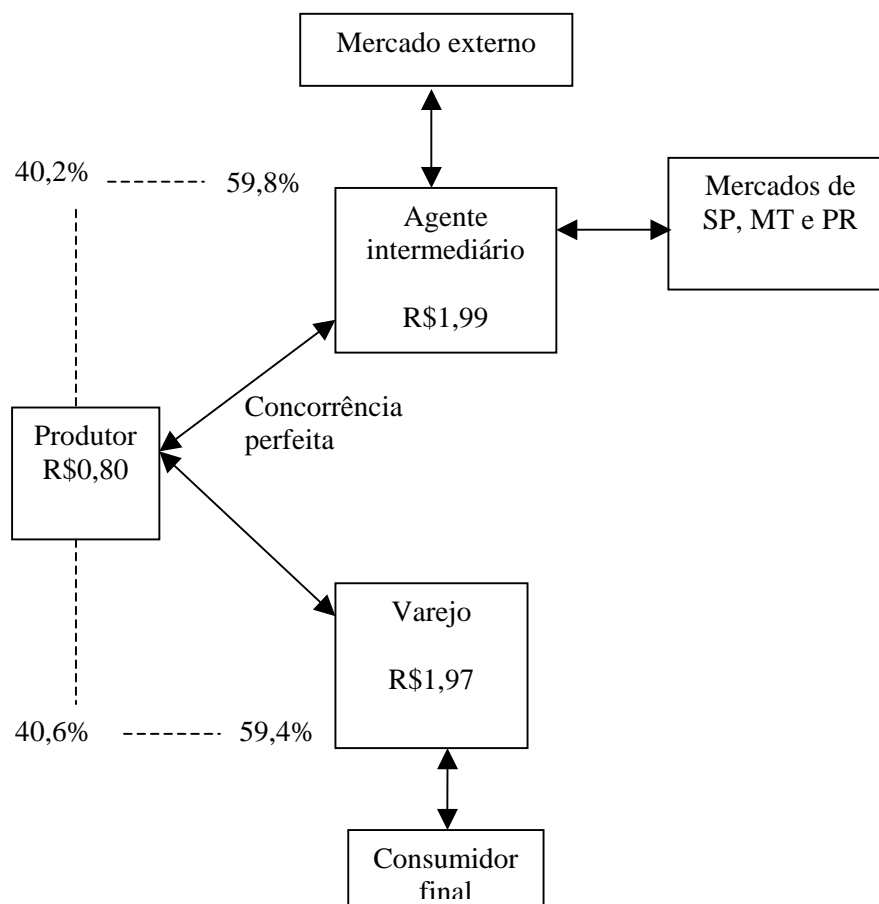 Mercado externo
40,2%
59,8%
Mercados de
SP, MT e PR
Agente
intermediário
R$1,99
Concorrência
perfeita
Produtor
R$0,80
Varejo
R$1,97
40,6%
59,4%
Consumidor
final